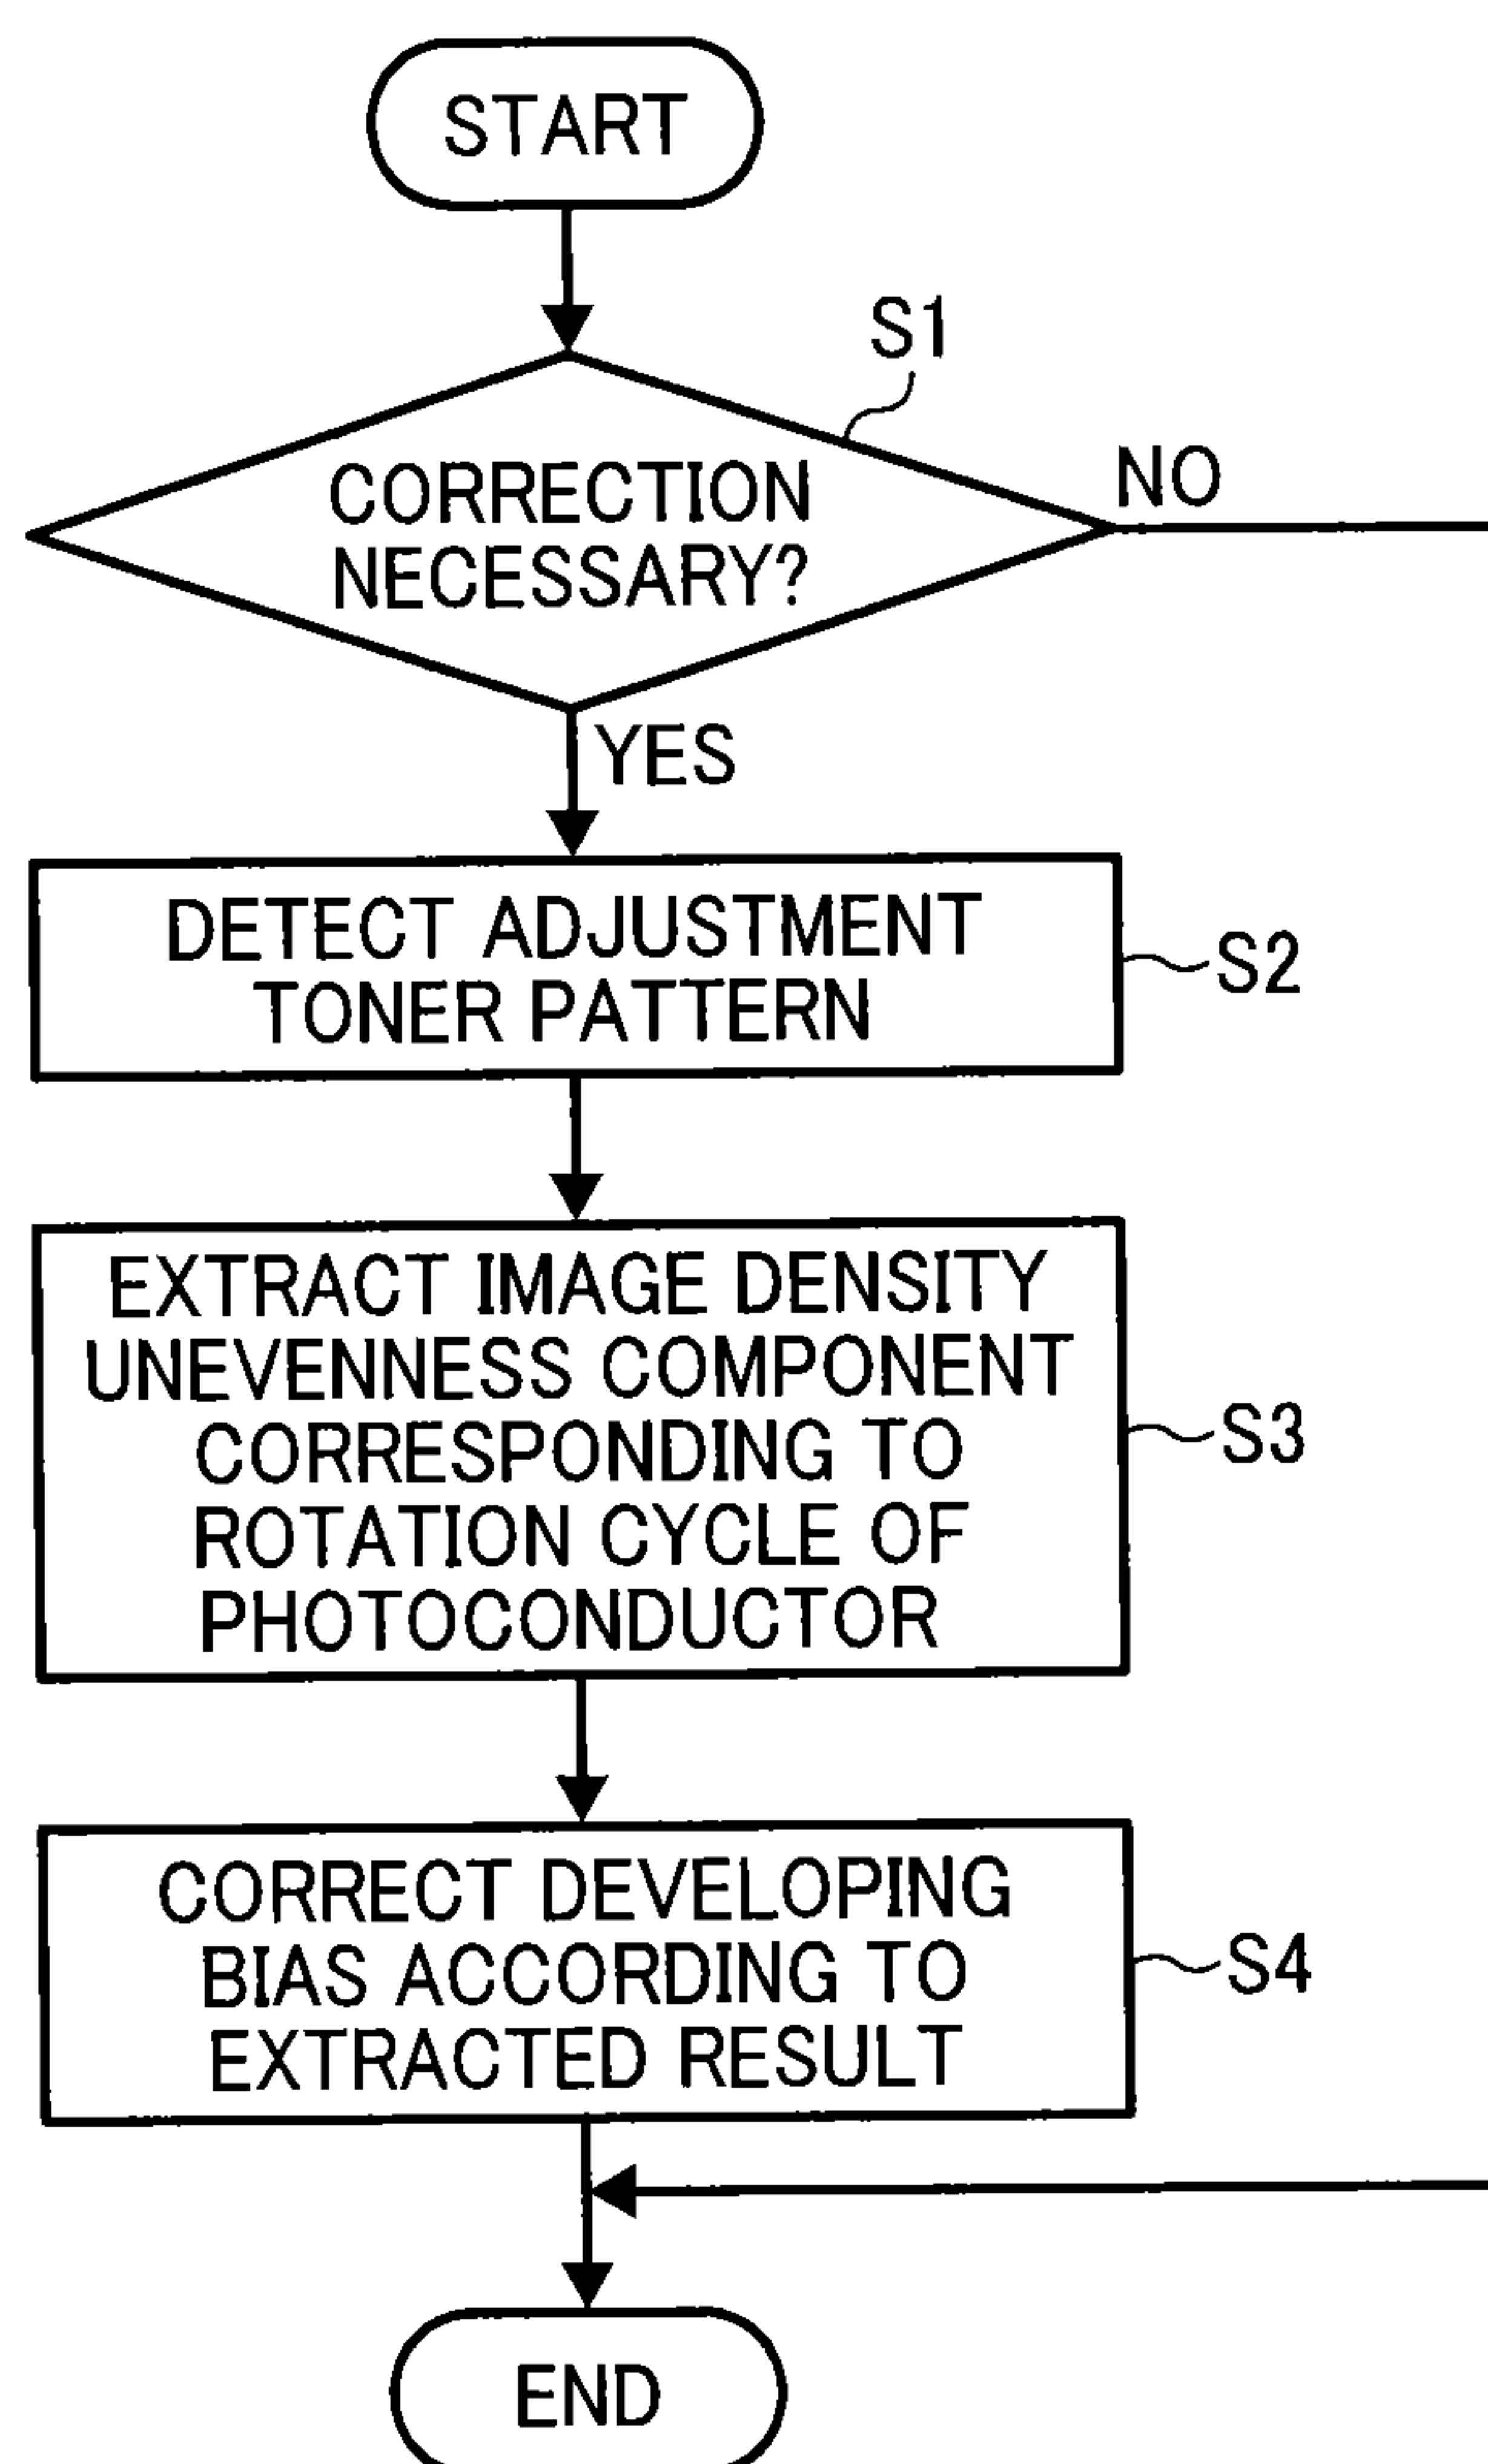 START
S1
CORRECTION
NECESSARY?
NO
YES
DETECT ADJUSTMENT
TONER PATTERN
S2
EXTRACT IMAGE DENSITY
UNEVENNESS COMPONENT
CORRESPONDING TO
ROTATION CYCLE OF
PHOTOCONDUCTOR
S3
CORRECT DEVELOPING
BIAS ACCORDING TO
EXTRACTED RESULT
S4
END